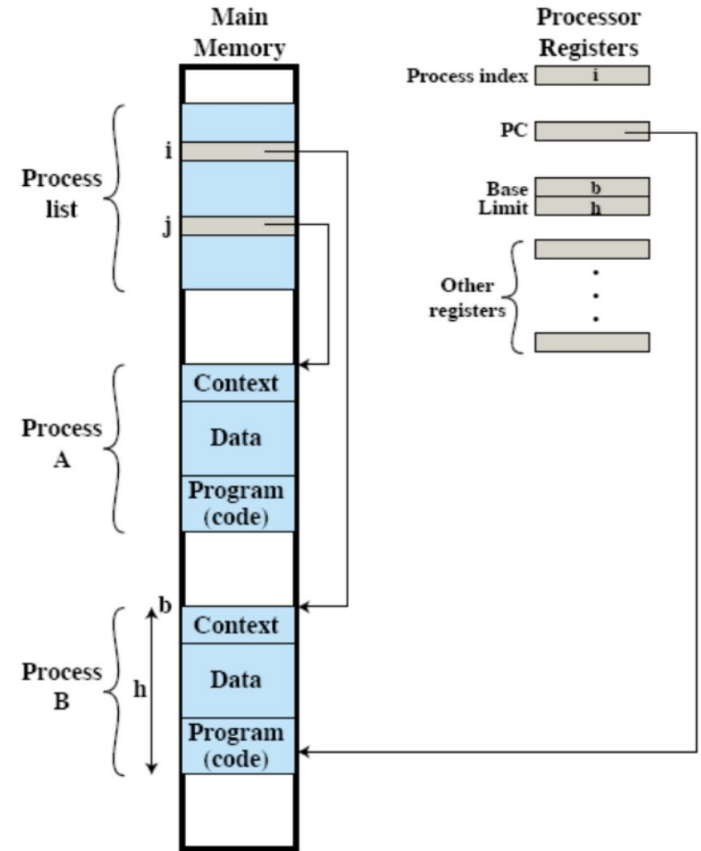 Main
Memory
Processor
Registers
Process index
i
PC
Base
b
Limit
h
Other
registers
Process
list
i
j
Process
A
Context
Data
Program
(code)
Process
B
b
h
Context
Data
Program
(code)